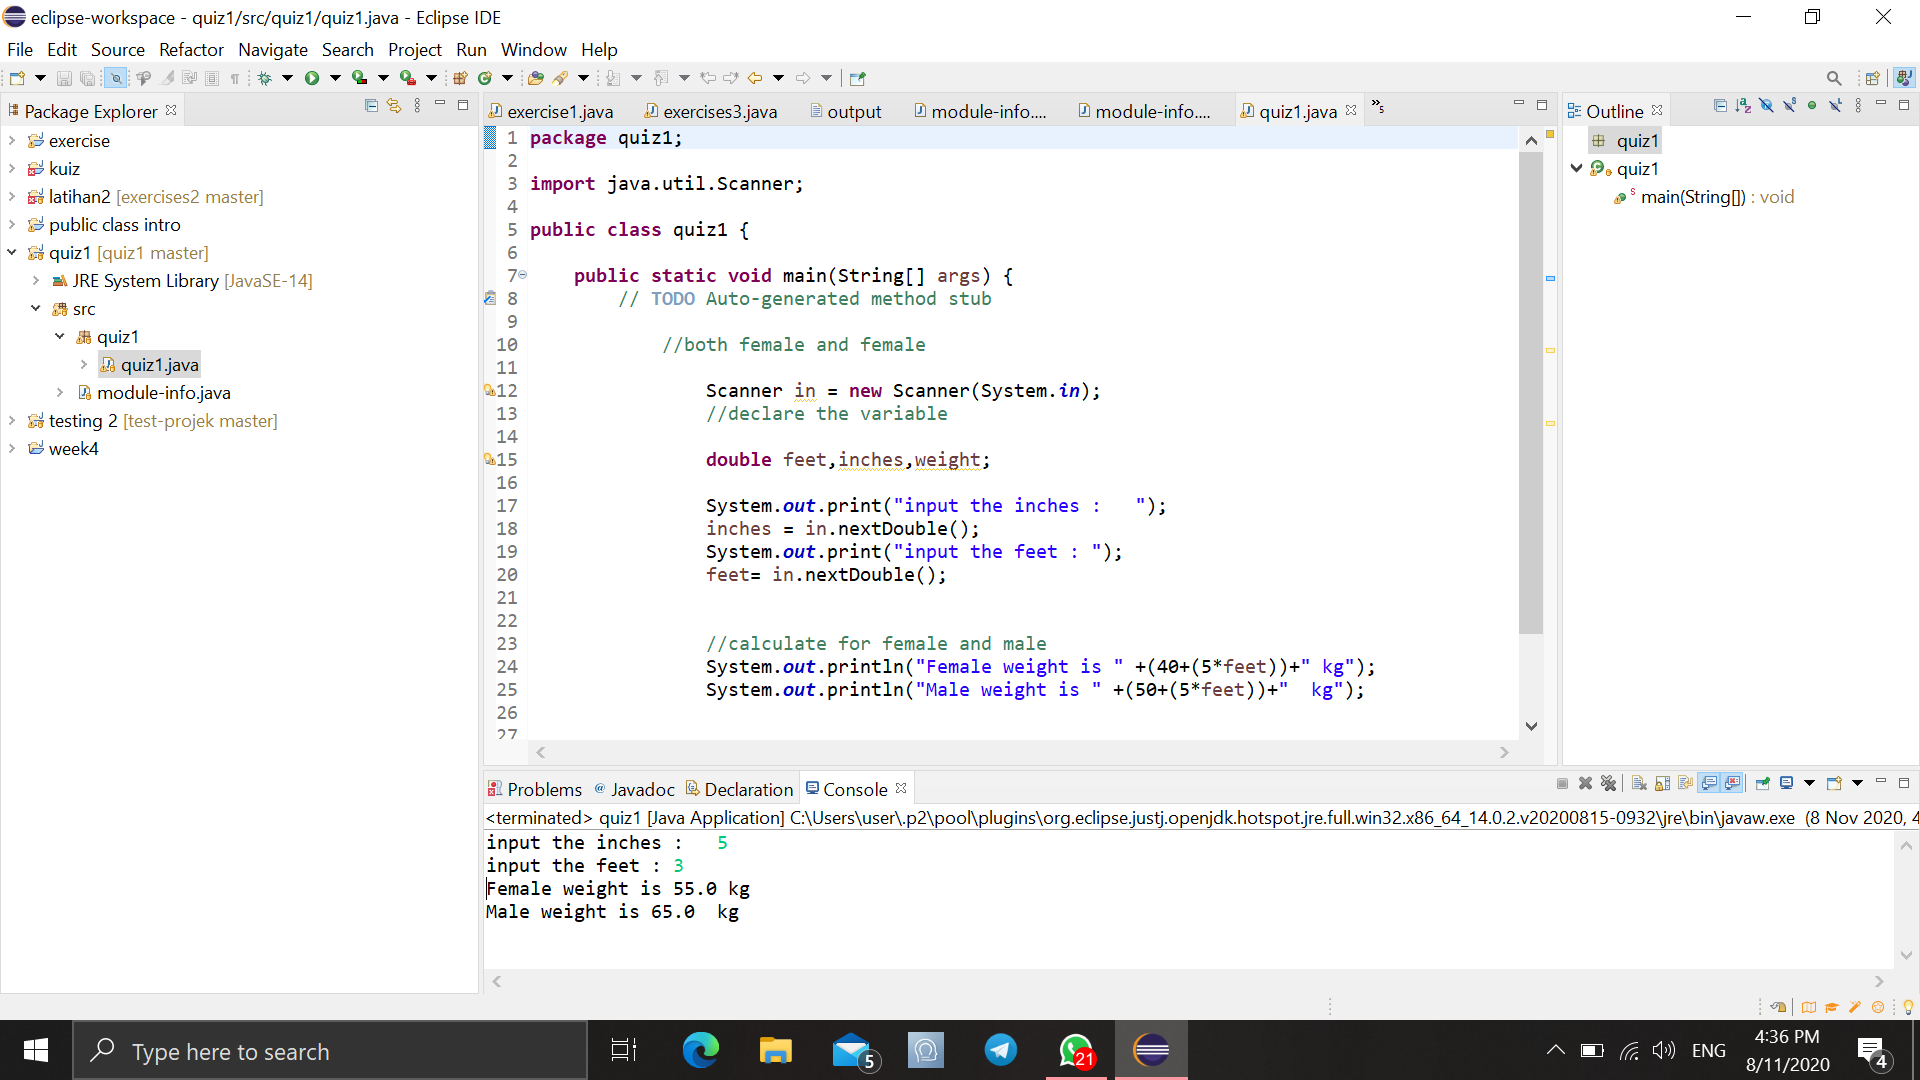 eclipse-workspace - quiz1/src/quiz1/quiz1.java - Eclipse IDE
File Edit Source Refactor Navigate Search Project Run Window Help
Package Explorer
exercise
kuiz
latihan2 [exercises2 master]
public class intro
quiz1 [quiz1 master]
JRE System Library [JavaSE-14]
src
quiz1
quiz1.java
module-info.java
testing 2 [test-projek master]
week4
exercise1.java exercises3.java output module-info.... module-info.... quiz1.java »5
1 package quiz1;
2
3 import java.util.Scanner;
4
5 public class quiz1 {
6
7 public static void main(String[] args) {
8 // TODO Auto-generated method stub
9
10 //both female and female
11
12 Scanner in = new Scanner(System.in);
13 //declare the variable
14
15 double feet,inches,weight;
16
17 System.out.print("input the inches :   ");
18 inches = in.nextDouble();
19 System.out.print("input the feet : ");
20 feet= in.nextDouble();
21
22
23 //calculate for female and male
24 System.out.println("Female weight is " +(40+(5*feet))+" kg");
25 System.out.println("Male weight is " +(50+(5*feet))+"  kg");
26
27
Outline
quiz1
quiz1
main(String[]) : void
Problems @ Javadoc Declaration Console
<terminated> quiz1 [Java Application] C:\Users\user\.p2\pool\plugins\org.eclipse.justj.openjdk.hotspot.jre.full.win32.x86_64_14.0.2.v20200815-0932\jre\bin\javaw.exe (8 Nov 2020, 4
input the inches :   5
input the feet : 3
Female weight is 55.0 kg
Male weight is 65.0  kg
Type here to search
5
21
ENG
4:36 PM
8/11/2020
4